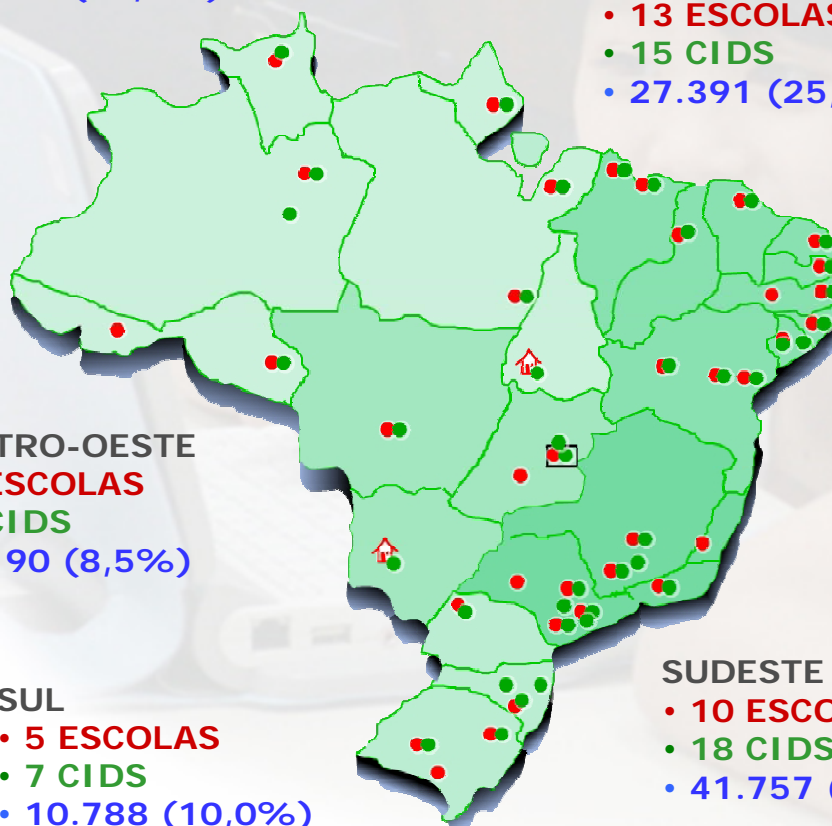 • 13 ESCOLAS
• 15 CIDS
• 27.391 (25,
TRO-OESTE
ESCOLAS
CIDS
90 (8,5%)
SUL
• 5 ESCOLAS
• 7 CIDS
• 10.788 (10,0%)
SUDESTE
• 10 ESCO
• 18 CIDS
• 41.757 (